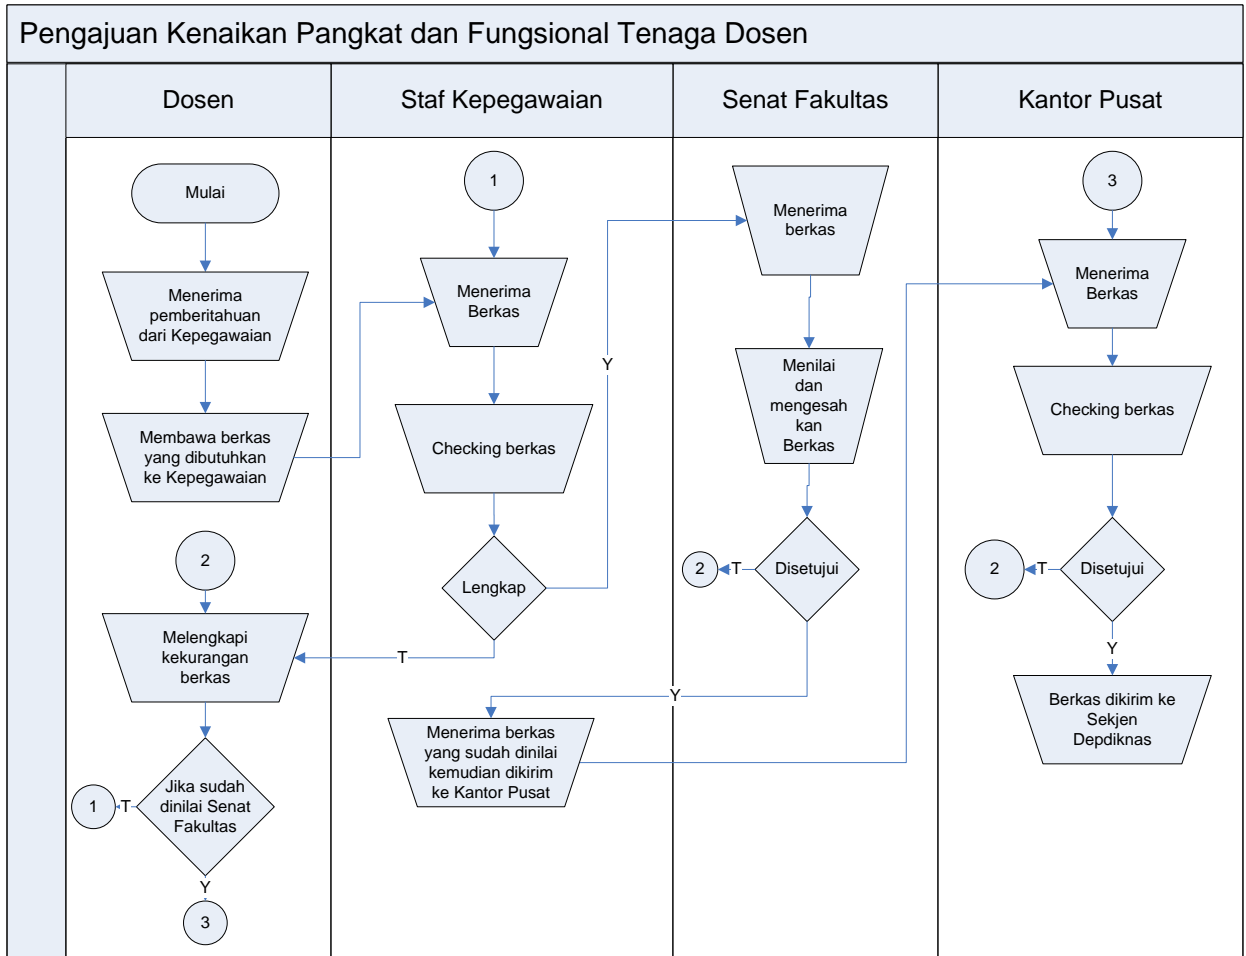 Pengajuan Kenaikan Pangkat dan Fungsional Tenaga Dosen
Dosen
Staf Kepegawaian
Senat Fakultas
Kantor Pusat
Mulai
Menerima
pemberitahuan
dari Kepegawaian
Membawa berkas
yang dibutuhkan
ke Kepegawaian
2
Melengkapi
kekurangan
berkas
Jika sudah
dinilai Senat
Fakultas
T
1
Y
3
1
Menerima
Berkas
Checking berkas
Lengkap
Y
T
Menerima berkas
yang sudah dinilai
kemudian dikirim
ke Kantor Pusat
Menerima
berkas
Menilai
dan
mengesah
kan
Berkas
Disetujui
T
2
Y
3
Menerima
Berkas
Checking berkas
Disetujui
T
2
Y
Berkas dikirim ke
Sekjen
Depdiknas